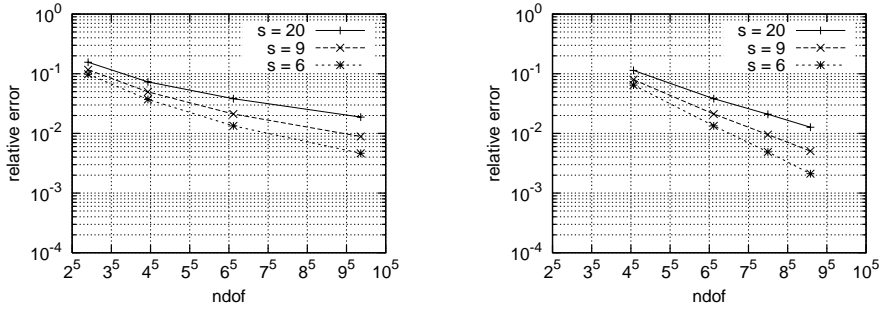 10^0
10^-1
10^-2
10^-3
10^-4
relative error
s = 20
s = 9
s = 6
2^5 3^5 4^5 5^5 6^5 7^5 8^5 9^5 10^5
ndof
10^0
10^-1
10^-2
10^-3
10^-4
relative error
s = 20
s = 9
s = 6
2^5 3^5 4^5 5^5 6^5 7^5 8^5 9^5 10^5
ndof